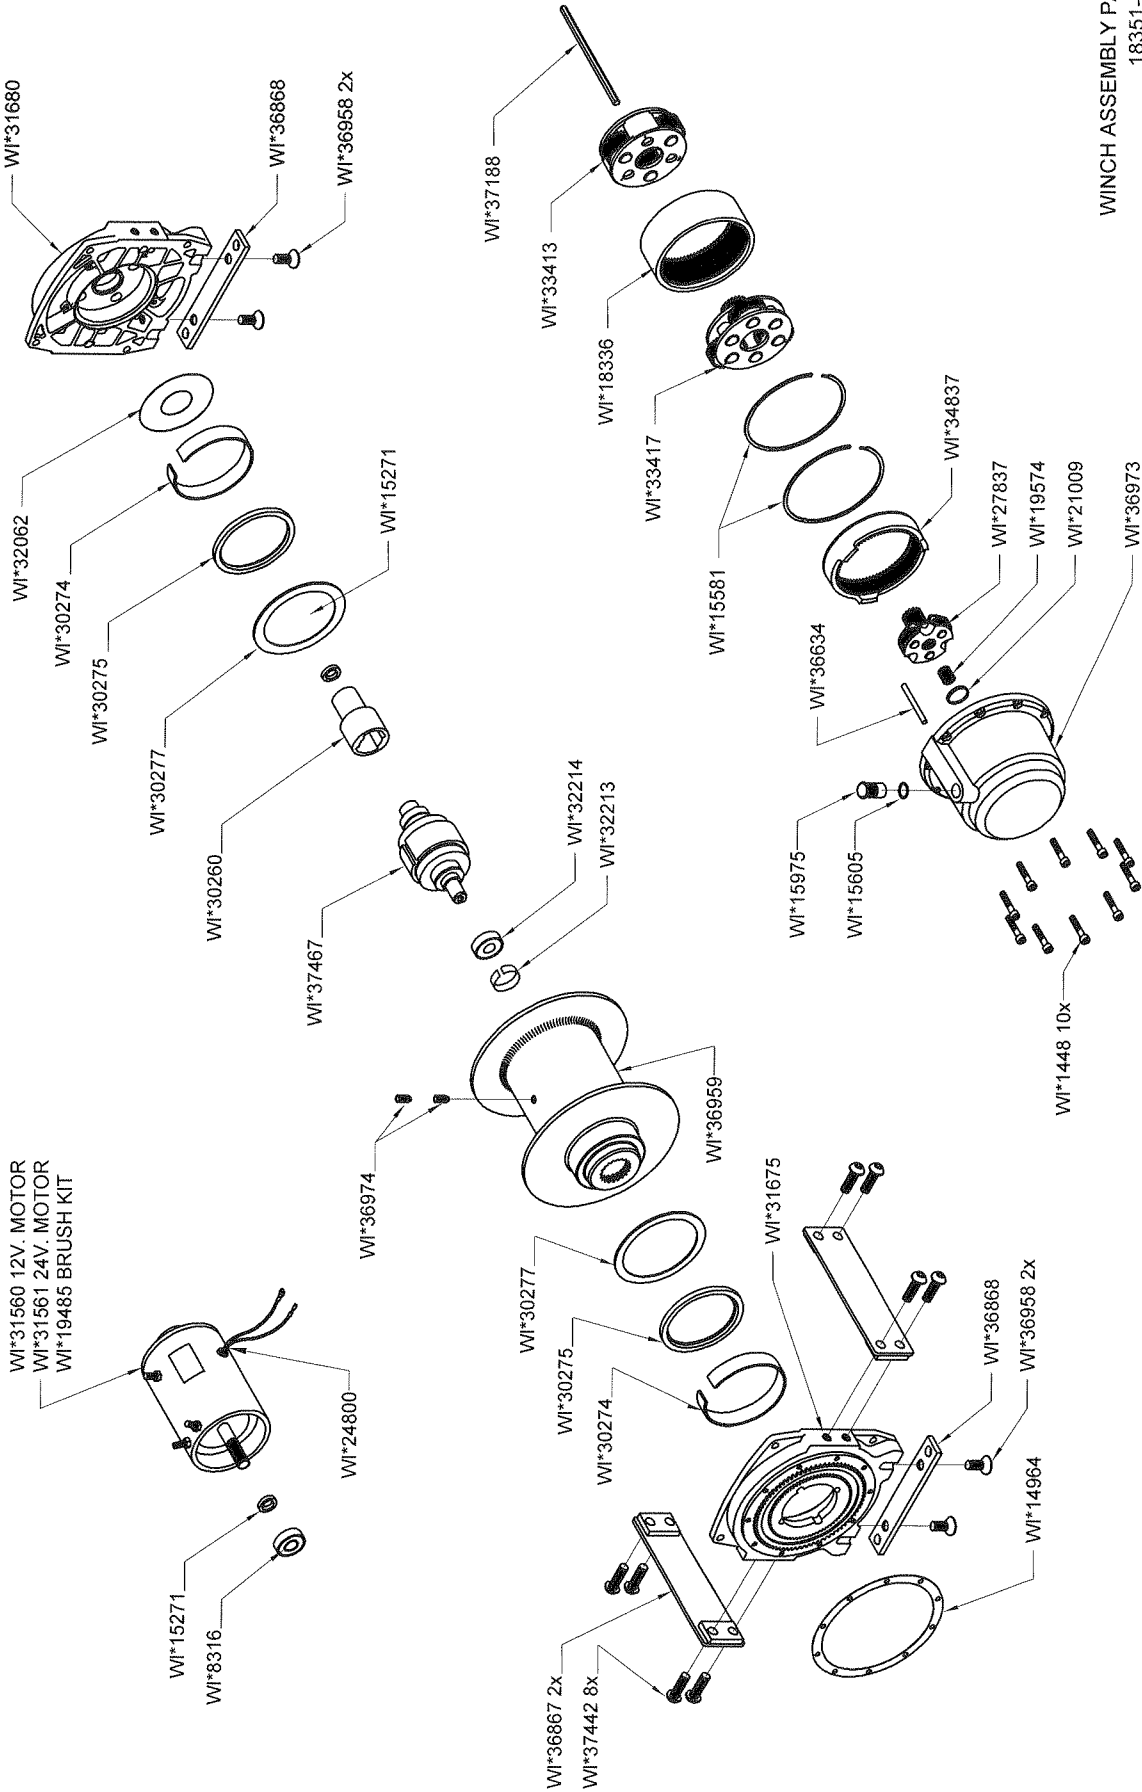 WI*31560 12V. MOTOR
WI*31561 24V. MOTOR
WI*19485 BRUSH KIT
WI*24800
WI*15271
WI*8316
WI*31680
WI*36868
WI*36958 2x
WI*32062
WI*30274
WI*30275
WI*15271
WI*30277
WI*30260
WI*37467
WI*32214
WI*32213
WI*36974
WI*36959
WI*30277
WI*30275
WI*30274
WI*31675
WI*36867 2x
WI*37442 8x
WI*36868
WI*36958 2x
WI*14964
WI*37188
WI*33413
WI*18336
WI*33417
WI*15581
WI*34837
WI*36634
WI*27837
WI*19574
WI*21009
WI*15975
WI*15605
WI*36973
WI*1448 10x
WINCH ASSEMBLY
18351-